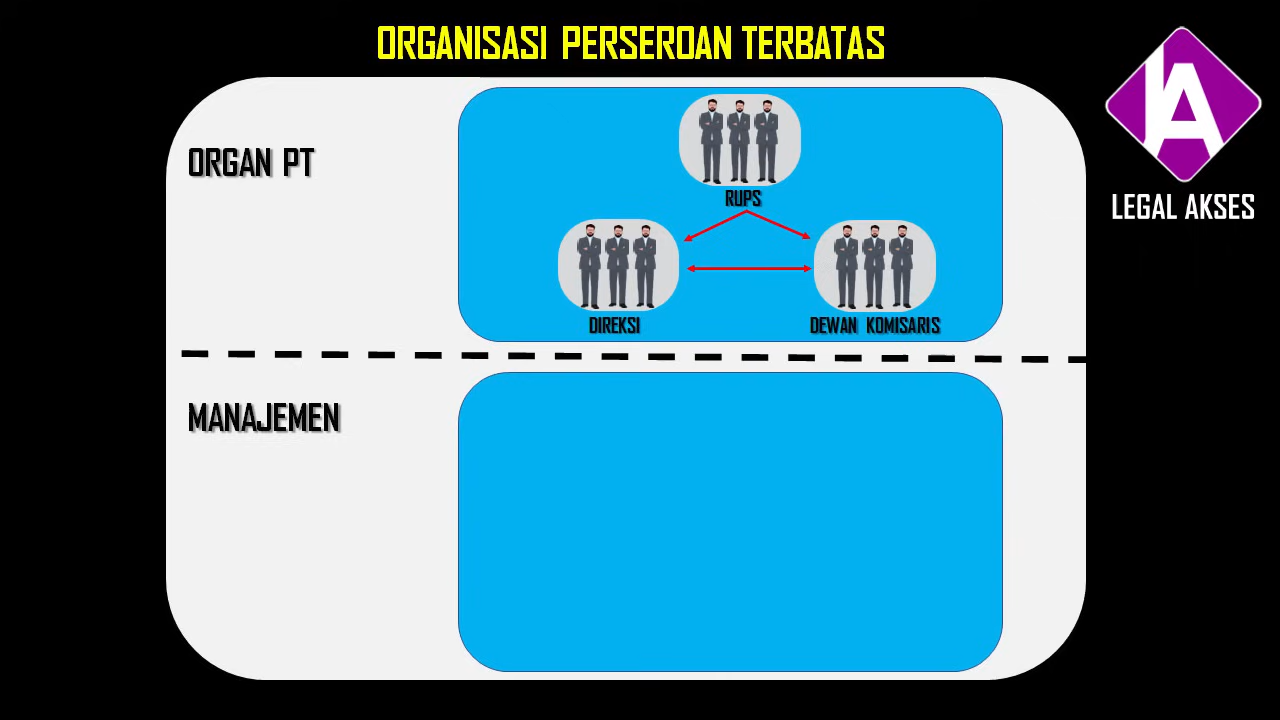 ORGANISASI PERSEROAN TERBATAS
LEGAL AKSES
ORGAN PT
RUPS
DIREKSI
DEWAN KOMISARIS
MANAJEMEN